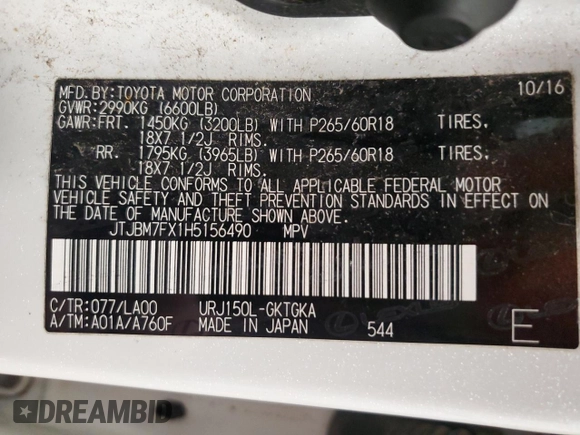 MFD. BY: TOYOTA MOTOR CORPORATION 10/16
GVWR: 2990KG (6600LB)
GAWR: FRT. 1450KG (3200LB) WITH P265/60R18 TIRES,
18X7 1/2J RIMS.
RR. 1795KG (3965LB) WITH P265/60R18 TIRES,
18X7 1/2J RIMS.
THIS VEHICLE CONFORMS TO ALL APPLICABLE FEDERAL MOTOR
VEHICLE SAFETY AND THEFT PREVENTION STANDARDS IN EFFECT ON
THE DATE OF MANUFACTURE SHOWN ABOVE.
JTJBM7FX1H5156490 MPV
C/TR: 077/LA00 URJ150L-GKTGKA
A/TM: A01A/A760F MADE IN JAPAN 544 E
LEXUS
DREAMBID